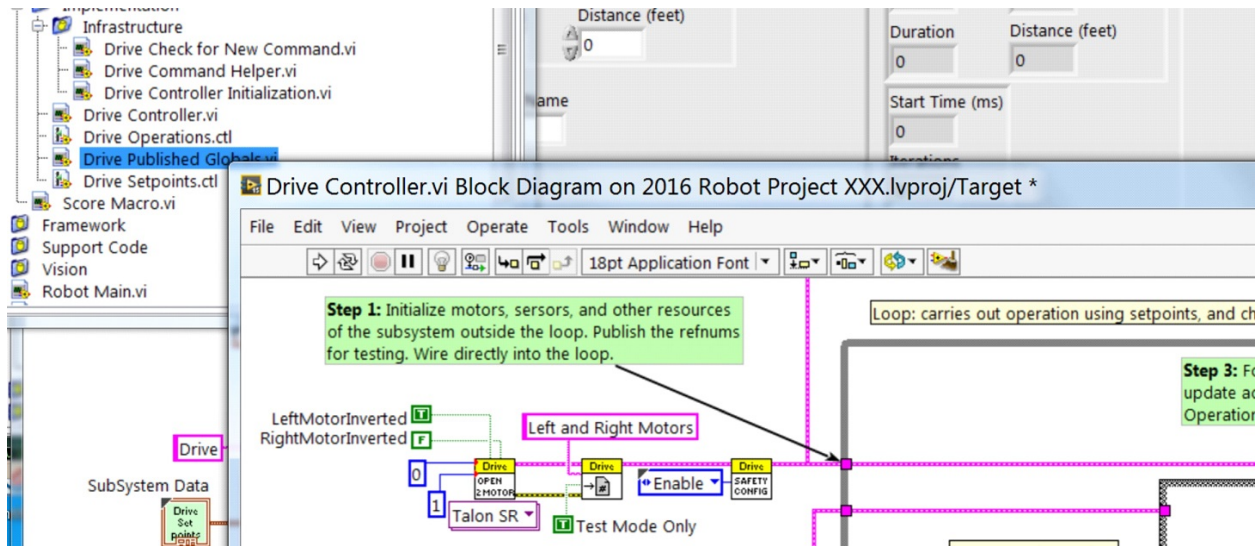 Implementation
Infrastructure
Drive Check for New Command.vi
Drive Command Helper.vi
Drive Controller Initialization.vi
Drive Controller.vi
Drive Operations.ctl
Drive Published Globals.vi
Drive Setpoints.ctl
Score Macro.vi
Framework
Support Code
Vision
Robot Main.vi
Distance (feet)
0
ame
Duration
Distance (feet)
0
0
Start Time (ms)
0
Iterations
Drive Controller.vi Block Diagram on 2016 Robot Project XXX.lvproj/Target *
File Edit View Project Operate Tools Window Help
18pt Application Font
Step 1: Initialize motors, sersors, and other resources
of the subsystem outside the loop. Publish the refnums
for testing. Wire directly into the loop.
Loop: carries out operation using setpoints, and ch
Step 3: Fo
update ac
Operation
LeftMotorInverted T
RightMotorInverted F
Left and Right Motors
0
1
Drive
OPEN
2 MOTOR
Talon SR
Drive
#
Enable
Drive
SAFETY
CONFIG
T Test Mode Only
Drive
SubSystem Data
Drive
Set
points